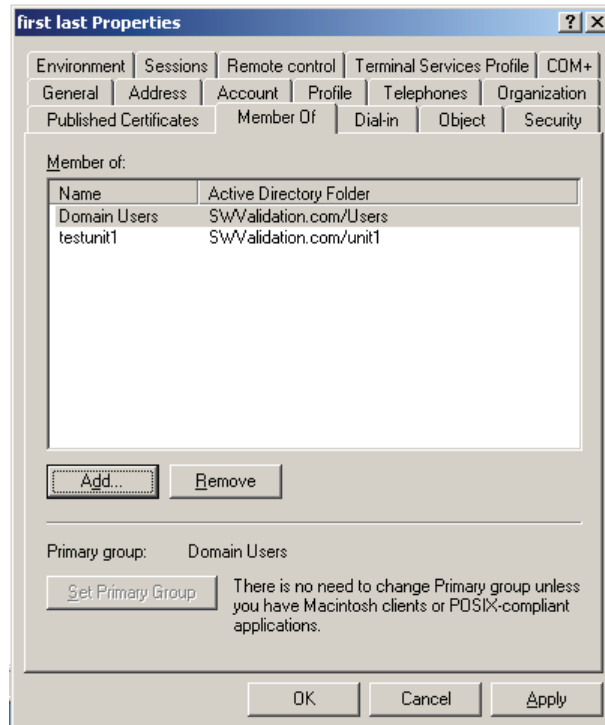 first last Properties
Environment Sessions Remote control Terminal Services Profile COM+
General Address Account Profile Telephones Organization
Published Certificates Member Of Dial-in Object Security
Member of:
Name Active Directory Folder
Domain Users SWValidation.com/Users
testunit1 SWValidation.com/unit1
Add... Remove
Primary group: Domain Users
Set Primary Group There is no need to change Primary group unless
you have Macintosh clients or POSIX-compliant
applications.
OK Cancel Apply